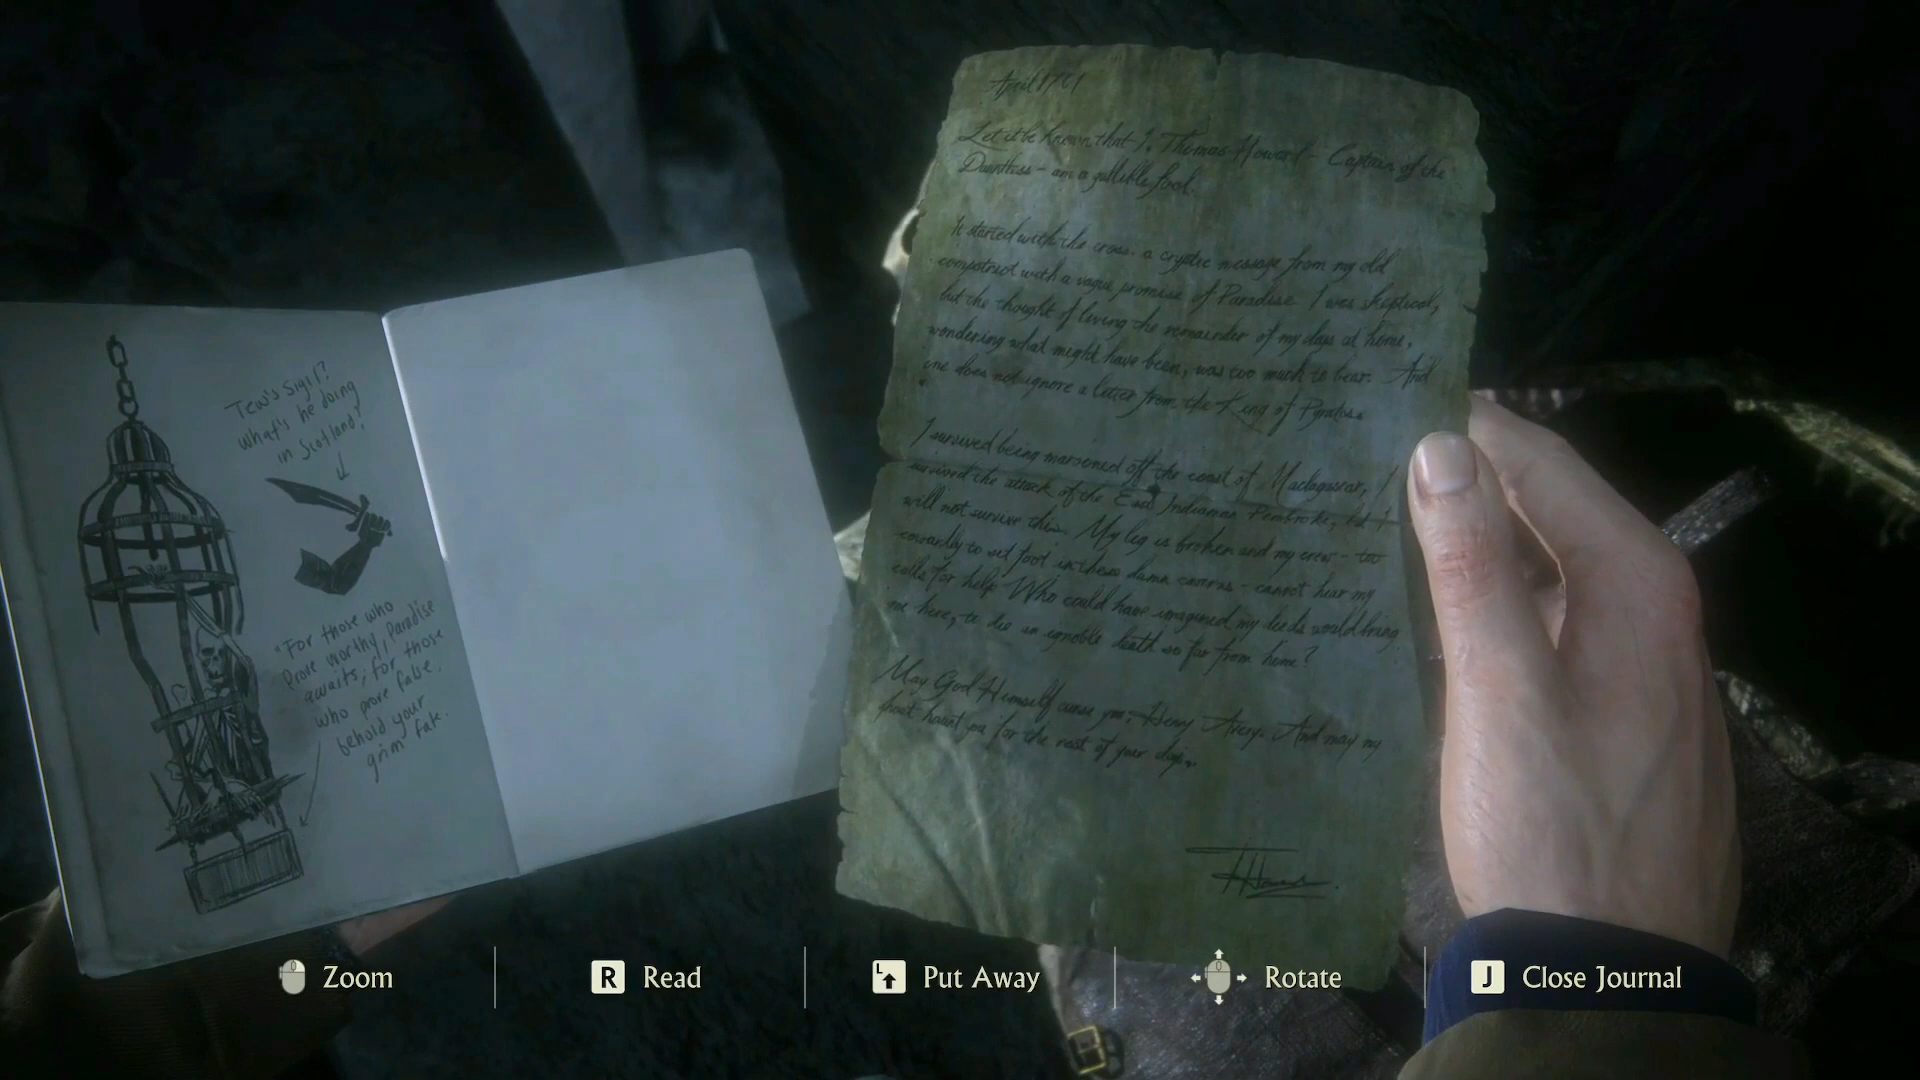 Tew's Sigil?
what's he doing
in Scotland?
"For those who
prove worthy, Paradise
awaits; for those
who prove false.
behold your
grim fate.
April
Let it be known that I, Thomas Howard - Captain of the
Dauntless - am a gullible fool.
It started with the cross. a cryptic message from my old
compatriot with a vague promise of Paradise. I was skeptical,
but the thought of living the remainder of my days at home,
wondering what might have been, was too much to bear. And
one does not ignore a letter from the King of Pirates.
I survived being marooned off the coast of Madagascar, I
survived the attack of the East Indiaman Pembroke, but I
will not survive this. My leg is broken and my crew - too
cowardly to set foot in these damn caverns - cannot hear my
calls for help. Who could have imagined my deeds would bring
me here, to die an ignoble death so far from home?
May God Himself curse you, Henry Avery. And may my
ghost haunt you for the rest of your days.
Zoom
R Read
L Put Away
Rotate
J Close Journal